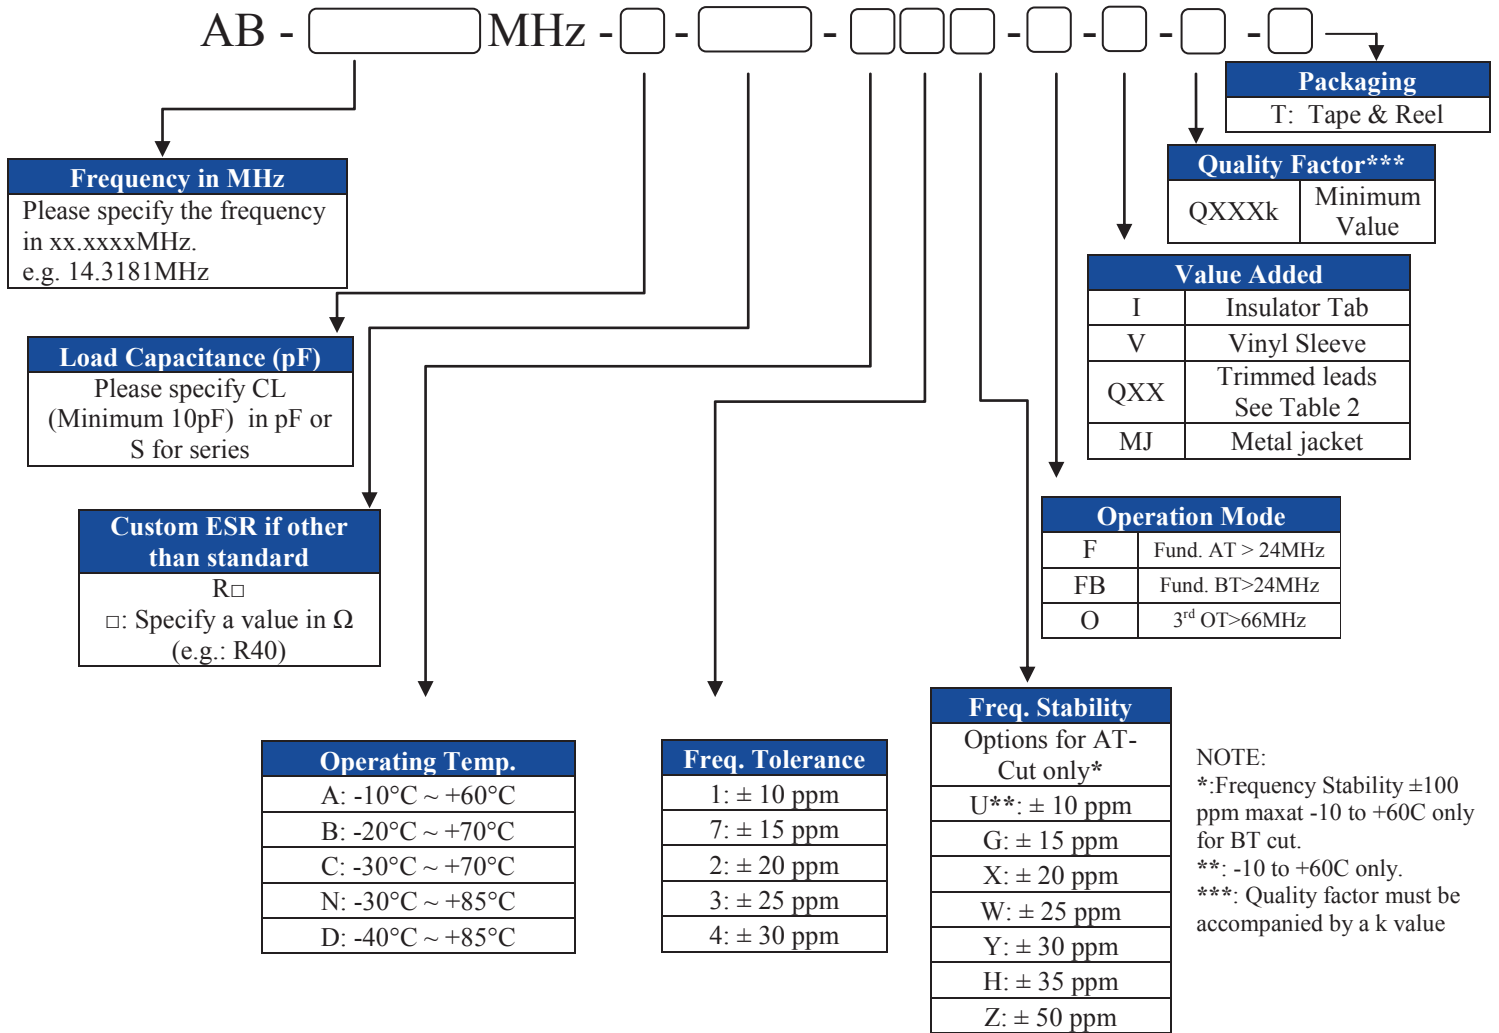 AB - MHz - - - - - - -
Packaging
T: Tape & Reel
Quality Factor***
QXXXk
Minimum
Value
Frequency in MHz
Please specify the frequency
in xx.xxxxMHz.
e.g. 14.3181MHz
Value Added
I Insulator Tab
V Vinyl Sleeve
QXX
Trimmed leads
See Table 2
MJ Metal jacket
Load Capacitance (pF)
Please specify CL
(Minimum 10pF) in pF or
S for series
Custom ESR if other
than standard
R□
□: Specify a value in Ω
(e.g.: R40)
Operation Mode
F Fund. AT > 24MHz
FB Fund. BT>24MHz
O 3rd OT>66MHz
Operating Temp.
A: -10°C ~ +60°C
B: -20°C ~ +70°C
C: -30°C ~ +70°C
N: -30°C ~ +85°C
D: -40°C ~ +85°C
Freq. Tolerance
1: ± 10 ppm
7: ± 15 ppm
2: ± 20 ppm
3: ± 25 ppm
4: ± 30 ppm
Freq. Stability
Options for AT-
Cut only*
U**: ± 10 ppm
G: ± 15 ppm
X: ± 20 ppm
W: ± 25 ppm
Y: ± 30 ppm
H: ± 35 ppm
Z: ± 50 ppm
NOTE:
*:Frequency Stability ±100
ppm maxat -10 to +60C only
for BT cut.
**: -10 to +60C only.
***: Quality factor must be
accompanied by a k value